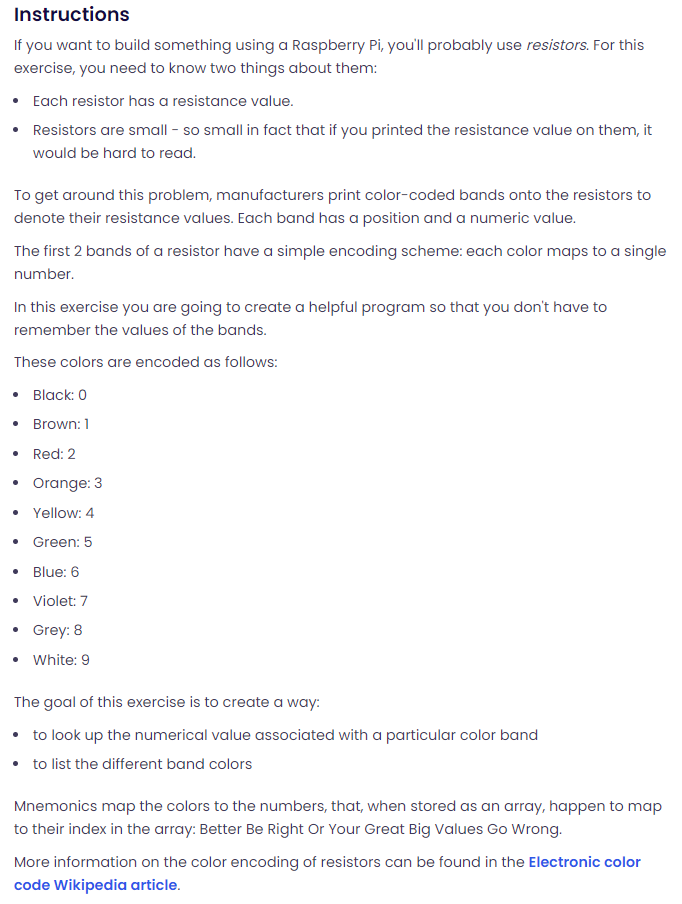 Instructions
If you want to build something using a Raspberry Pi, you'll probably use resistors. For this
exercise, you need to know two things about them:
• Each resistor has a resistance value.
• Resistors are small - so small in fact that if you printed the resistance value on them, it
would be hard to read.
To get around this problem, manufacturers print color-coded bands onto the resistors to
denote their resistance values. Each band has a position and a numeric value.
The first 2 bands of a resistor have a simple encoding scheme: each color maps to a single
number.
In this exercise you are going to create a helpful program so that you don't have to
remember the values of the bands.
These colors are encoded as follows:
• Black: 0
• Brown: 1
• Red: 2
• Orange: 3
• Yellow: 4
• Green: 5
• Blue: 6
• Violet: 7
• Grey: 8
• White: 9
The goal of this exercise is to create a way:
• to look up the numerical value associated with a particular color band
• to list the different band colors
Mnemonics map the colors to the numbers, that, when stored as an array, happen to map
to their index in the array: Better Be Right Or Your Great Big Values Go Wrong.
More information on the color encoding of resistors can be found in the Electronic color
code Wikipedia article.